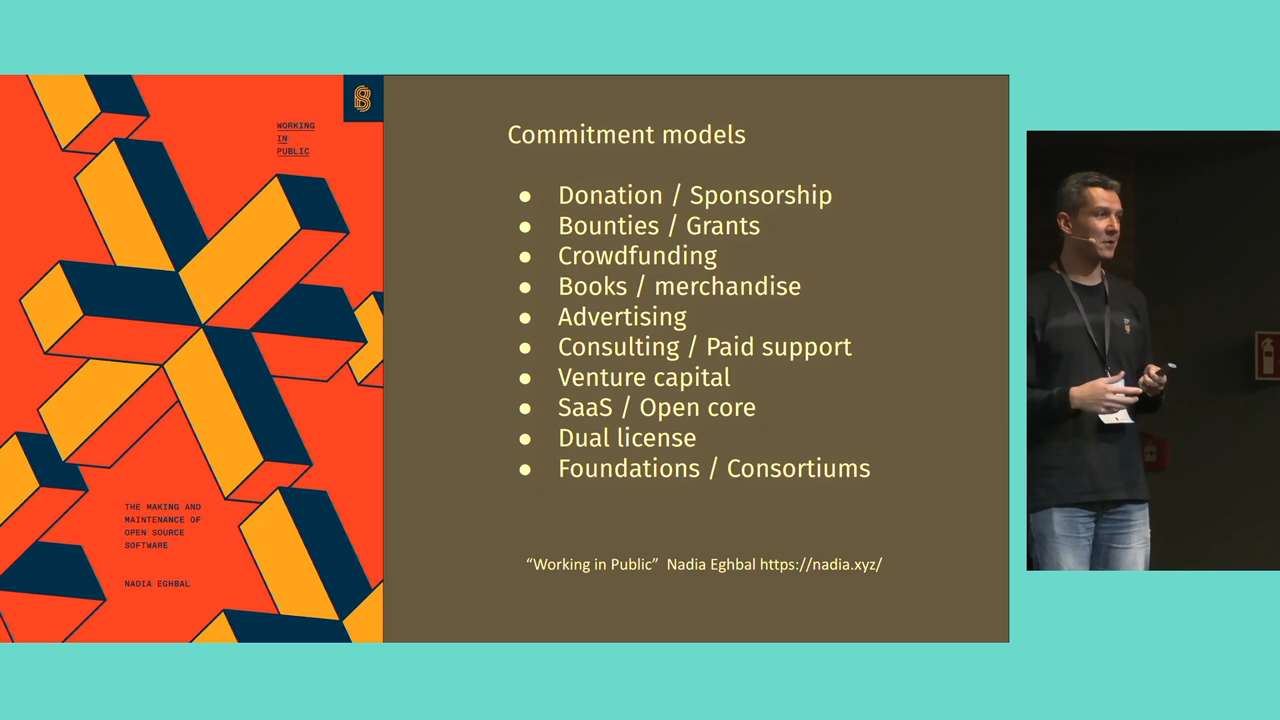 WORKING
IN
PUBLIC
THE MAKING AND
MAINTENANCE OF
OPEN SOURCE
SOFTWARE
NADIA EGHBAL
Commitment models
● Donation / Sponsorship
● Bounties / Grants
● Crowdfunding
● Books / merchandise
● Advertising
● Consulting / Paid support
● Venture capital
● SaaS / Open core
● Dual license
● Foundations / Consortiums
“Working in Public”  Nadia Eghbal https://nadia.xyz/